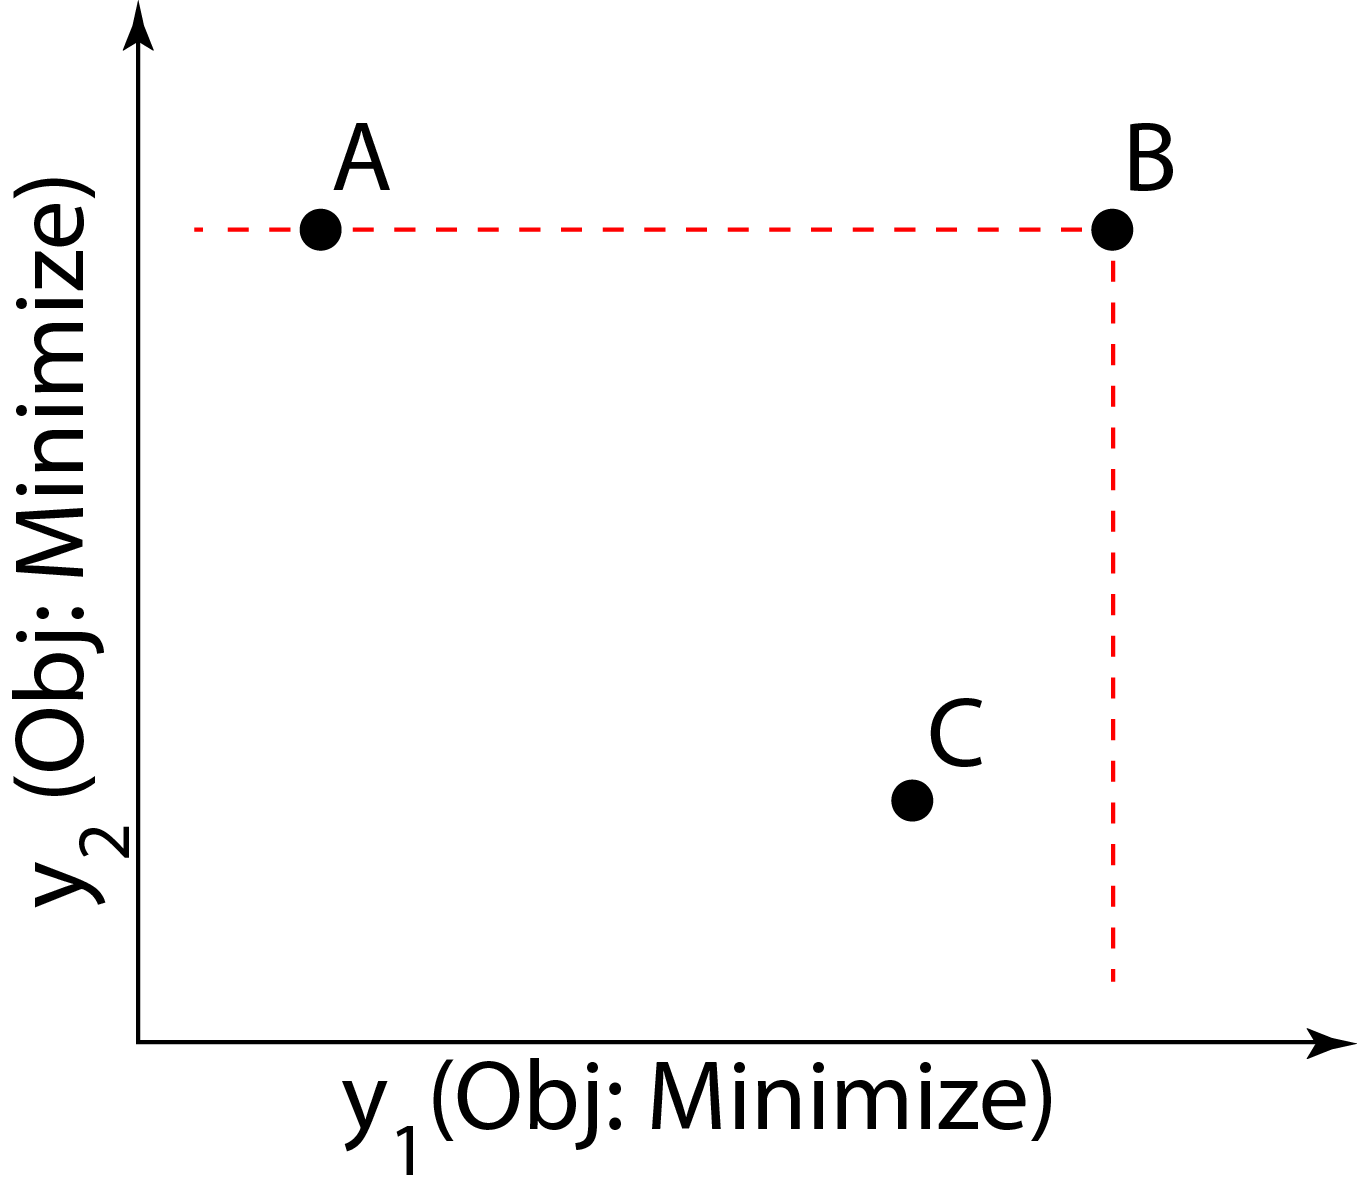 A
B
C
y₂ (Obj: Minimize)
y₁ (Obj: Minimize)